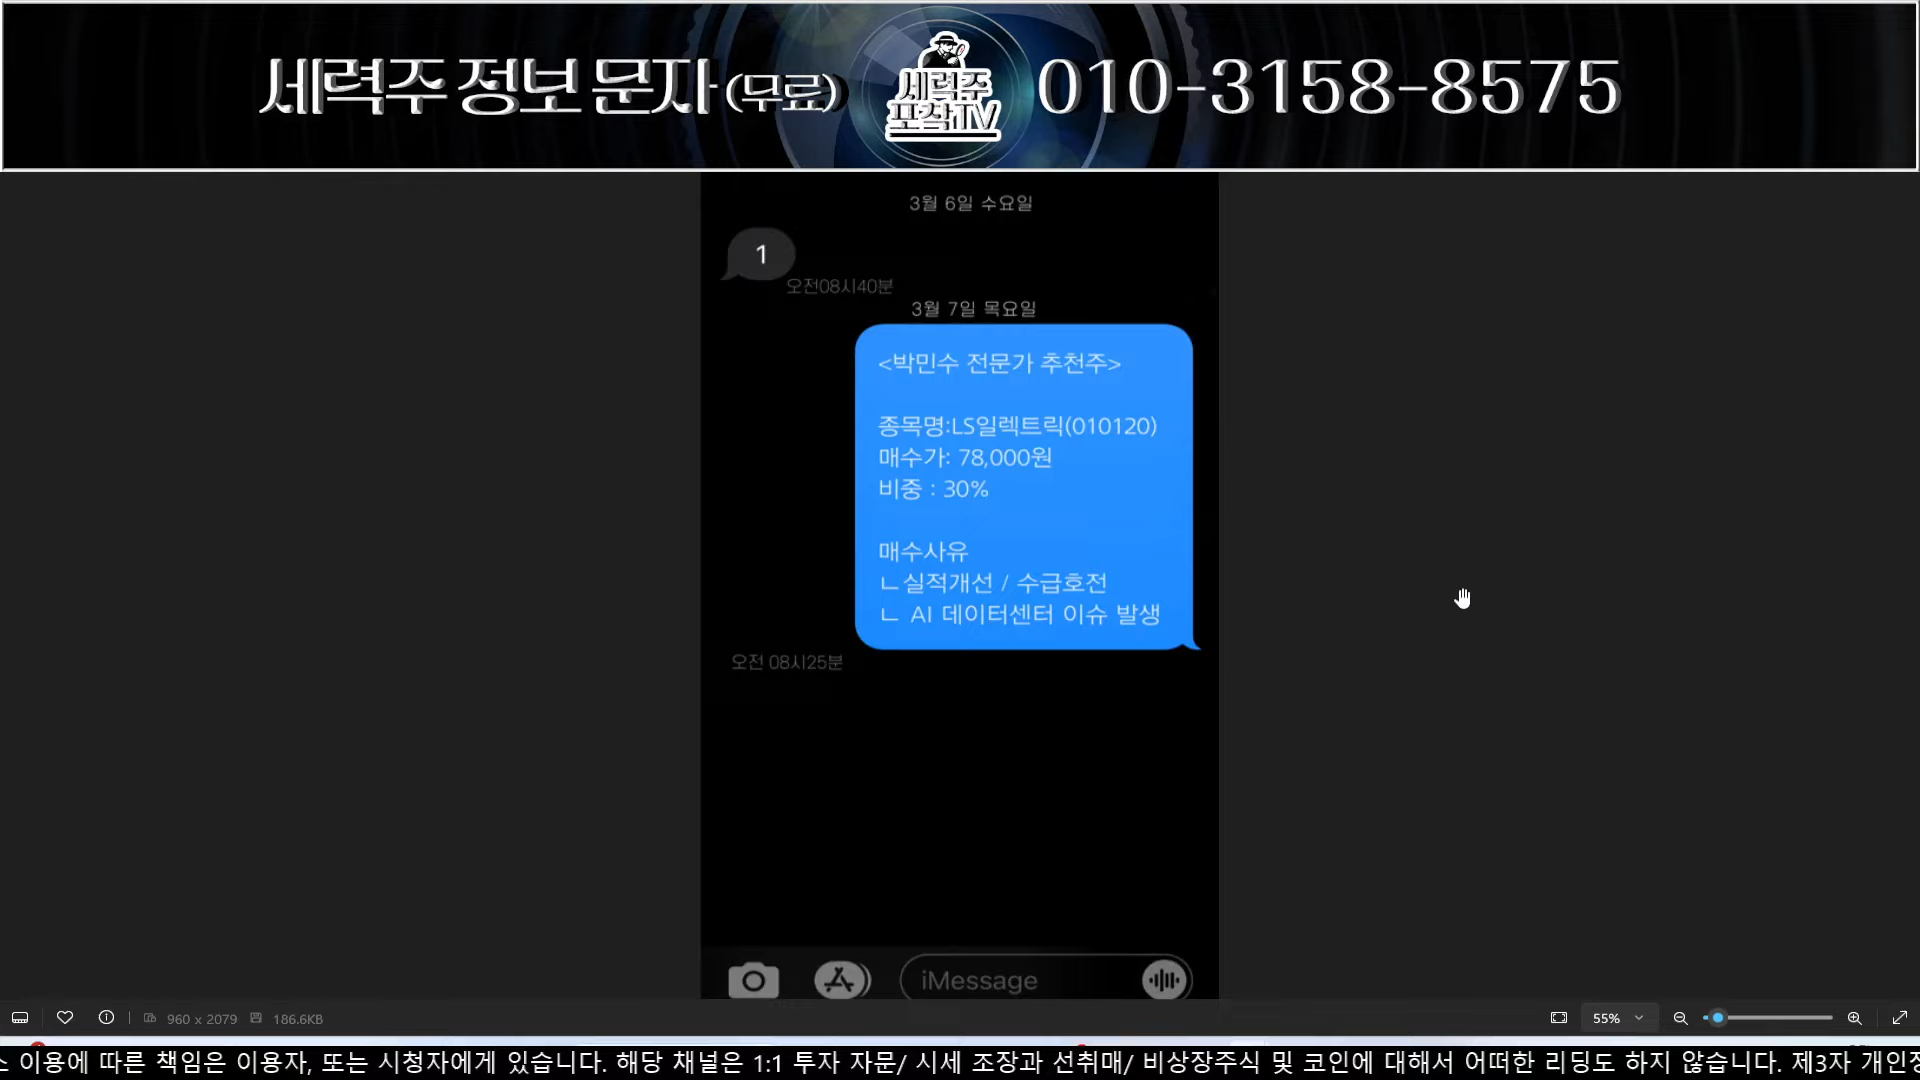 세력주 정보 문자 (무료)
세력주
포착TV
010-3158-8575
3월 6일 수요일
1
오전08시40분
3월 7일 목요일
<박민수 전문가 추천주>
종목명:LS일렉트릭(010120)
매수가: 78,000원
비중 : 30%
매수사유
ㄴ실적개선 / 수급호전
ㄴ AI 데이터센터 이슈 발생
오전 08시25분
iMessage
960 x 2079
186.6KB
55%
이용에 따른 책임은 이용자, 또는 시청자에게 있습니다. 해당 채널은 1:1 투자 자문/ 시세 조장과 선취매/ 비상장주식 및 코인에 대해서 어떠한 리딩도 하지 않습니다. 제3자